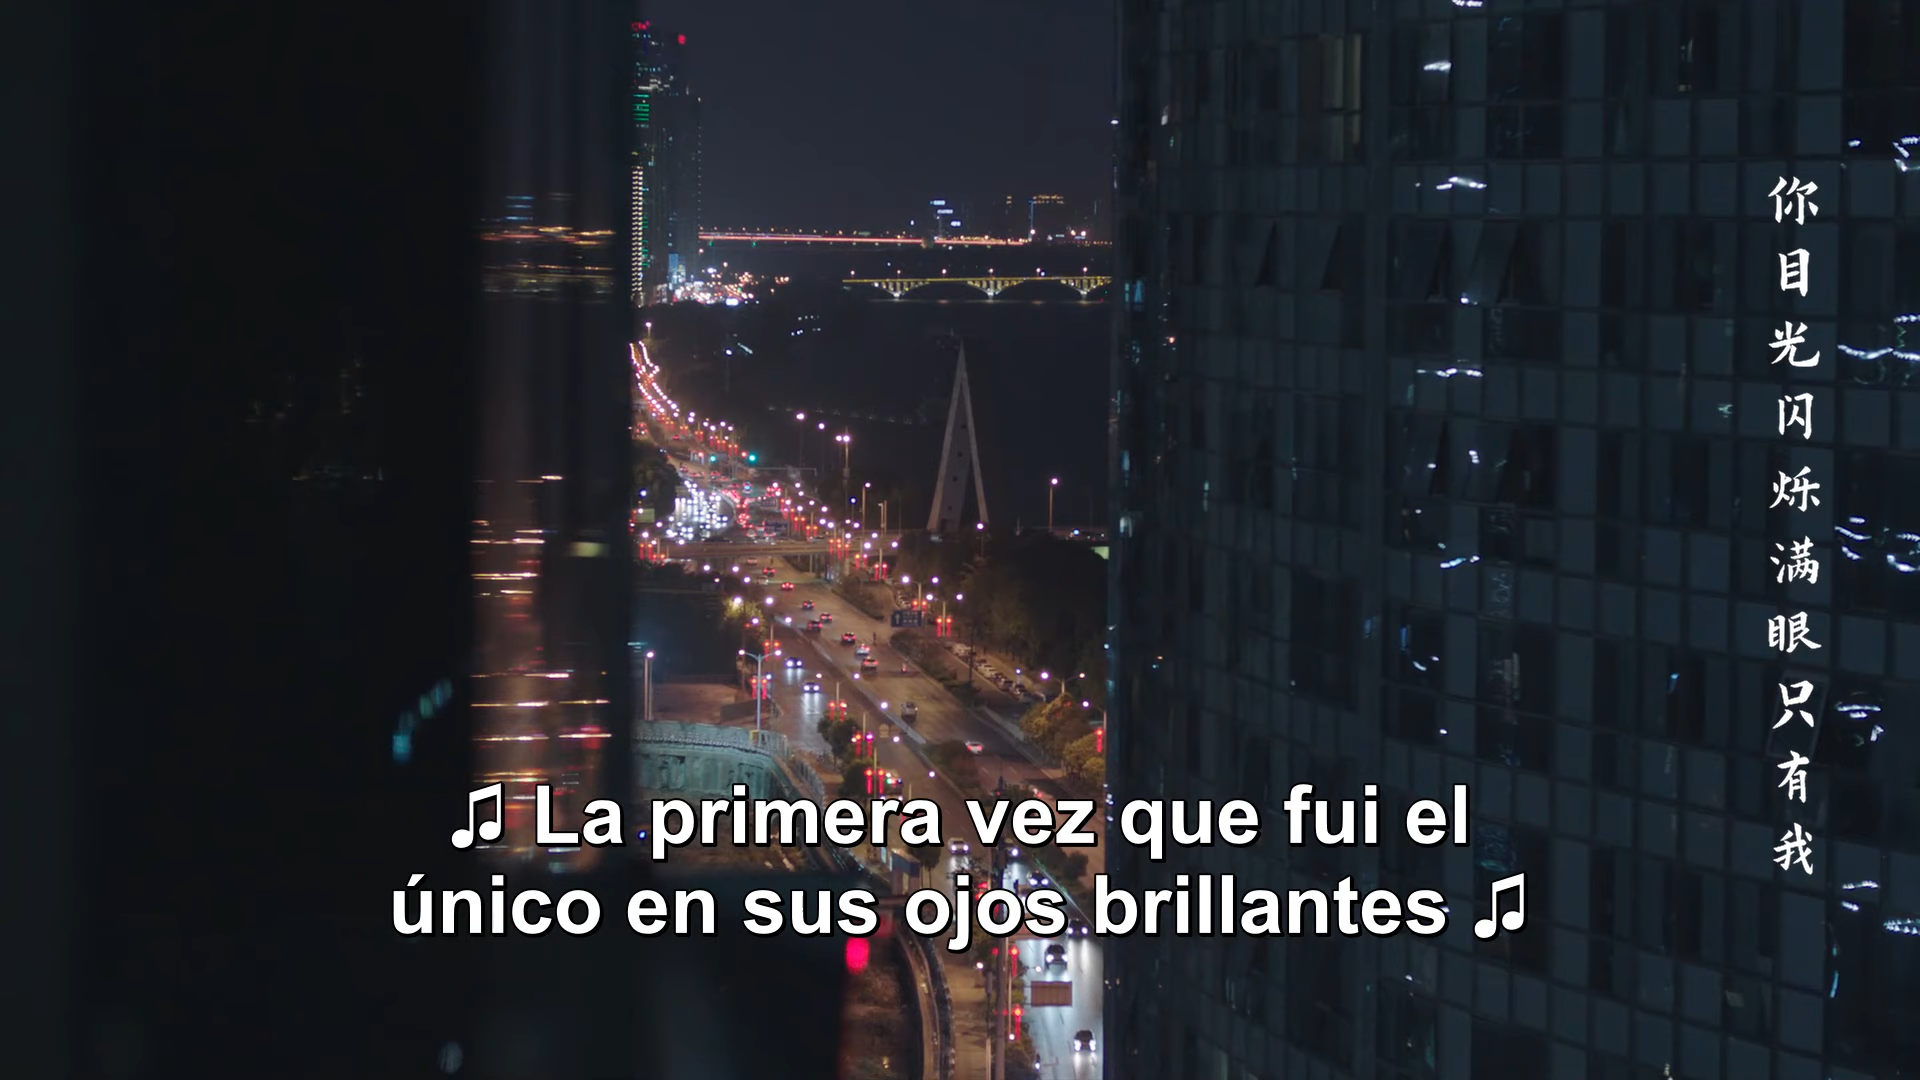 你目光闪烁满眼只有我
♫ La primera vez que fui el
único en sus ojos brillantes ♫